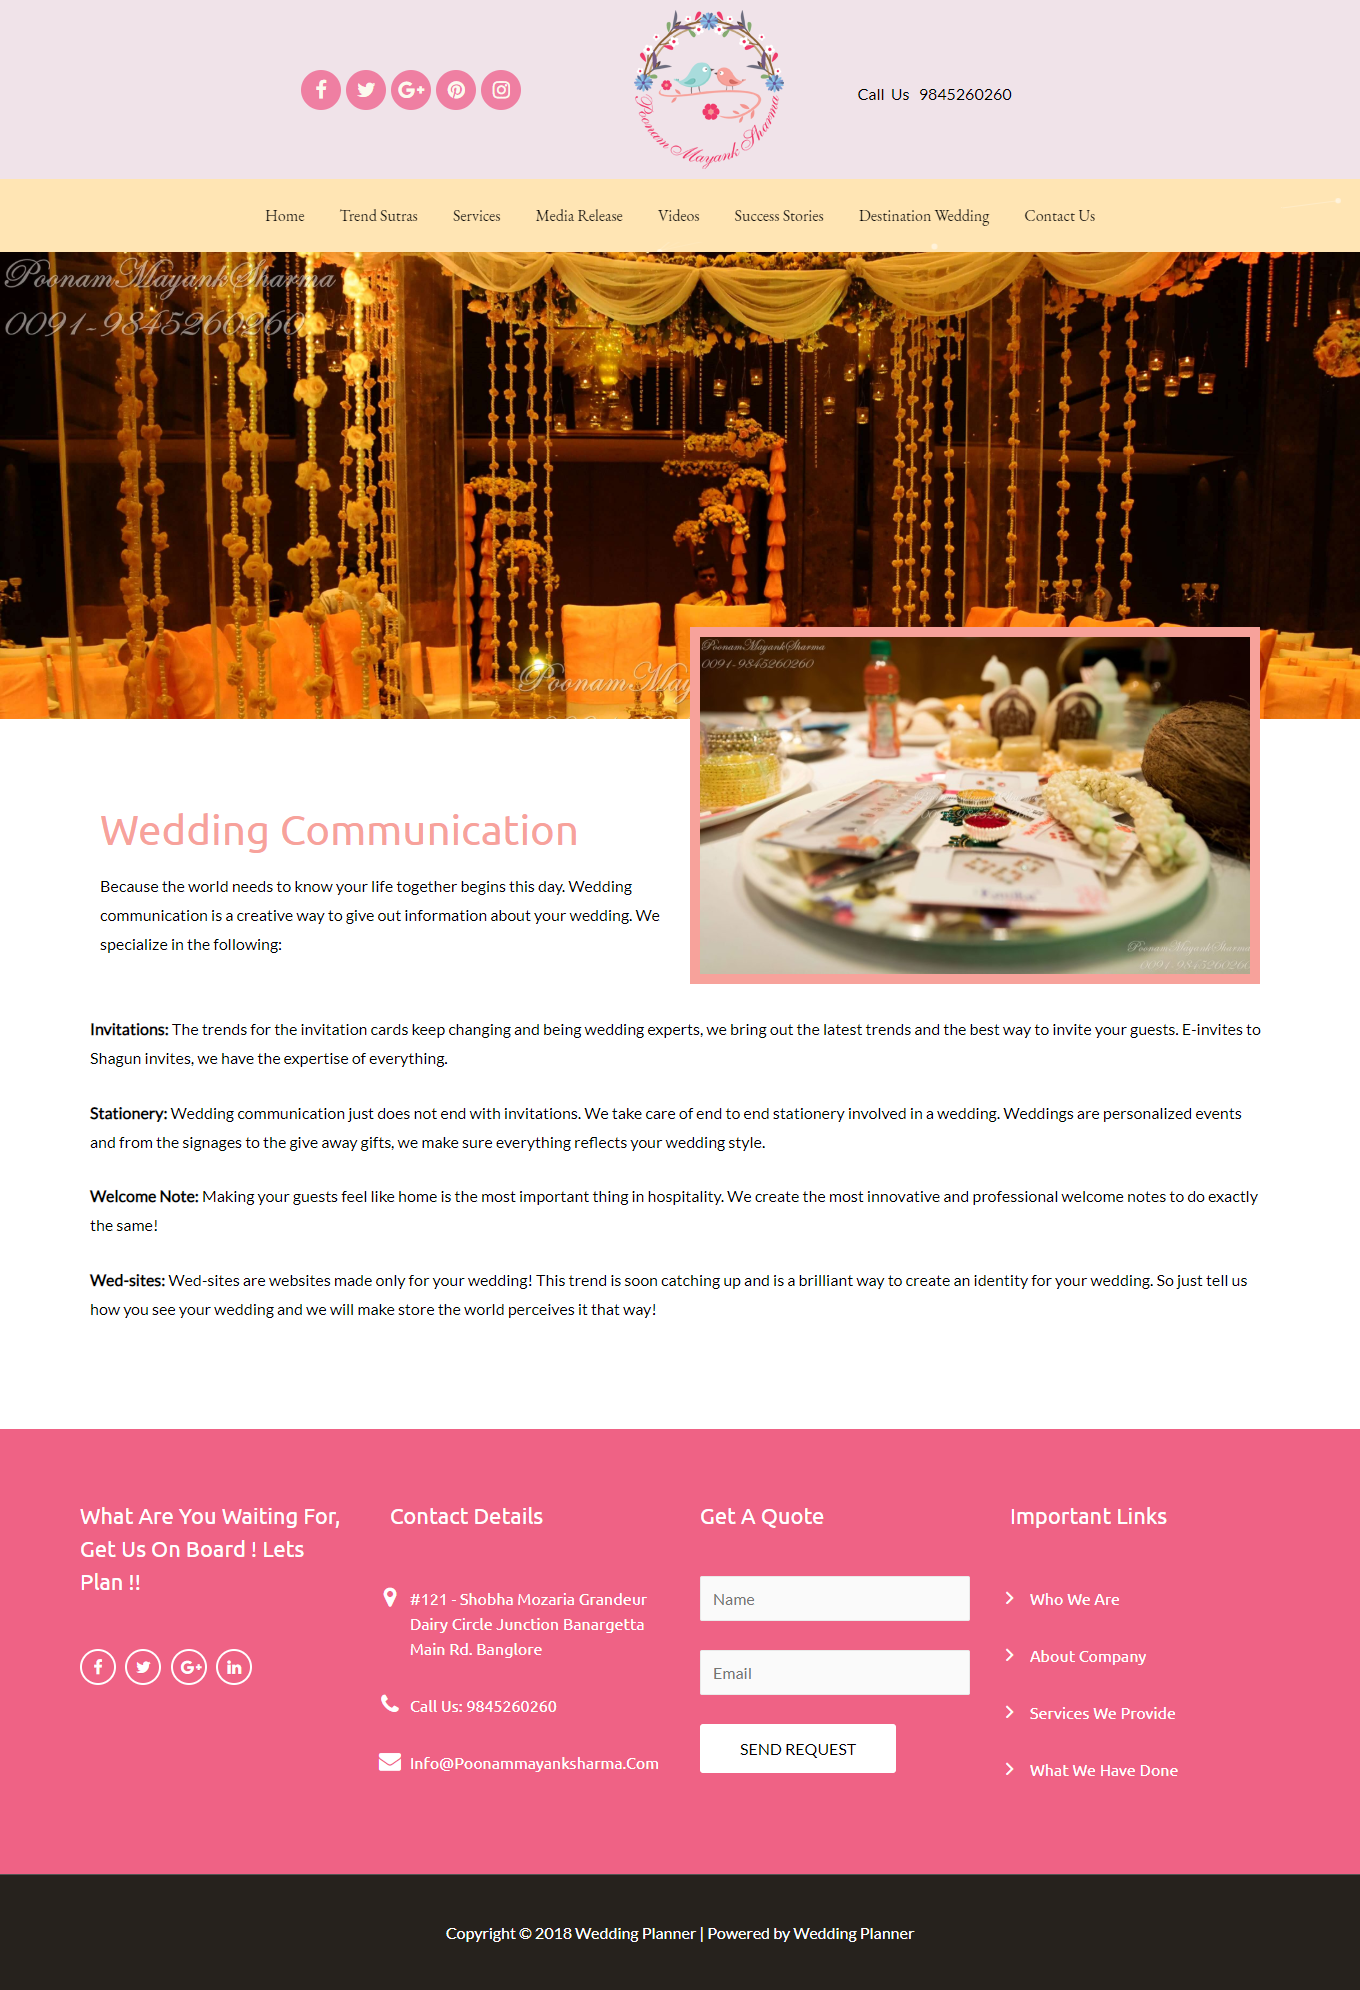 Poonam Mayank Sharma
Call Us 9845260260
Home
Trend Sutras
Services
Media Release
Videos
Success Stories
Destination Wedding
Contact Us
PoonamMayankSharma
0091-9845260260
PoonamMay
PoonamMayankSharma
0091-9845260260
PoonamMayankSharma
0091-9845260260
Wedding Communication
Because the world needs to know your life together begins this day. Wedding
communication is a creative way to give out information about your wedding. We
specialize in the following:
Invitations: The trends for the invitation cards keep changing and being wedding experts, we bring out the latest trends and the best way to invite your guests. E-invites to
Shagun invites, we have the expertise of everything.
Stationery: Wedding communication just does not end with invitations. We take care of end to end stationery involved in a wedding. Weddings are personalized events
and from the signages to the give away gifts, we make sure everything reflects your wedding style.
Welcome Note: Making your guests feel like home is the most important thing in hospitality. We create the most innovative and professional welcome notes to do exactly
the same!
Wed-sites: Wed-sites are websites made only for your wedding! This trend is soon catching up and is a brilliant way to create an identity for your wedding. So just tell us
how you see your wedding and we will make store the world perceives it that way!
What Are You Waiting For,
Get Us On Board ! Lets
Plan !!
Contact Details
#121 - Shobha Mozaria Grandeur
Dairy Circle Junction Banargetta
Main Rd. Banglore
Call Us: 9845260260
Info@Poonammayanksharma.Com
Get A Quote
Name
Email
SEND REQUEST
Important Links
Who We Are
About Company
Services We Provide
What We Have Done
Copyright © 2018 Wedding Planner | Powered by Wedding Planner